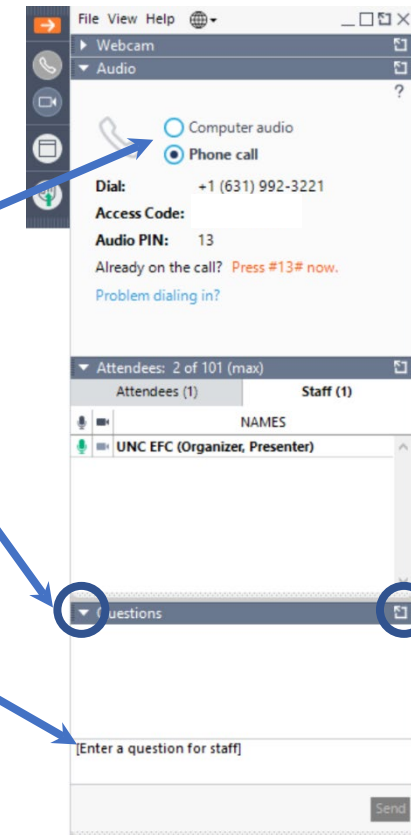 File View Help
Webcam
Audio
?
Computer audio
Phone call
Dial: +1 (631) 992-3221
Access Code:
Audio PIN: 13
Already on the call? Press #13# now.
Problem dialing in?
Attendees: 2 of 101 (max)
Attendees (1) Staff (1)
NAMES
UNC EFC (Organizer, Presenter)
Questions
[Enter a question for staff]
Send